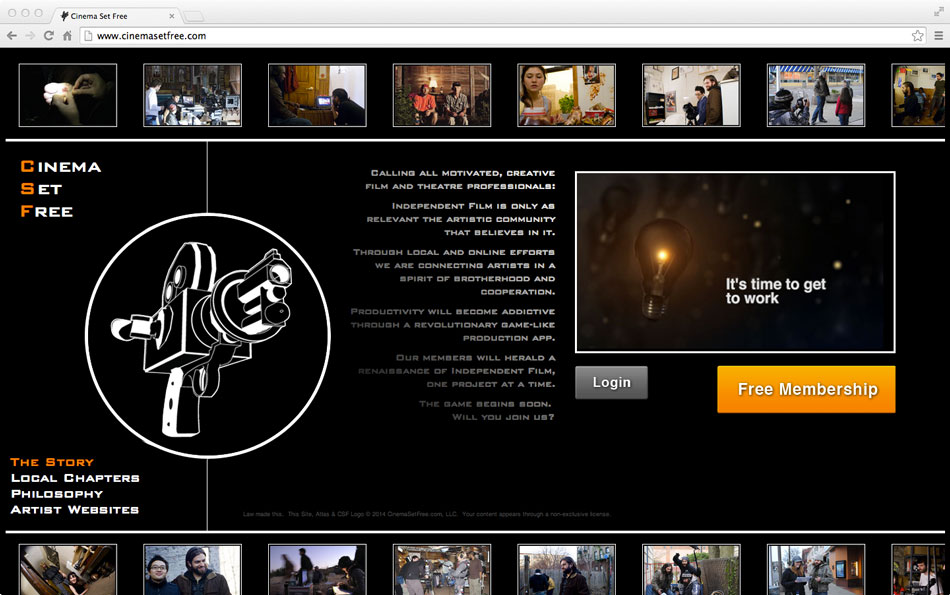 Cinema Set Free
www.cinemasetfree.com
Cinema
Set
Free
Calling all motivated, creative
film and theatre professionals:
Independent Film is only as
relevant the artistic community
that believes in it.
Through local and online efforts
we are connecting artists in a
spirit of brotherhood and
cooperation.
Productivity will become addictive
through a revolutionary game-like
production app.
Our members will herald a
renaissance of Independent Film,
one project at a time.
The game begins soon.
Will you join us?
It's time to get
to work
Login
Free Membership
The Story
Local Chapters
Philosophy
Artist Websites
Law made this. This Site, Atlas & CSF Logo © 2014 CinemaSetFree.com, LLC. Your content appears through a non-exclusive license.